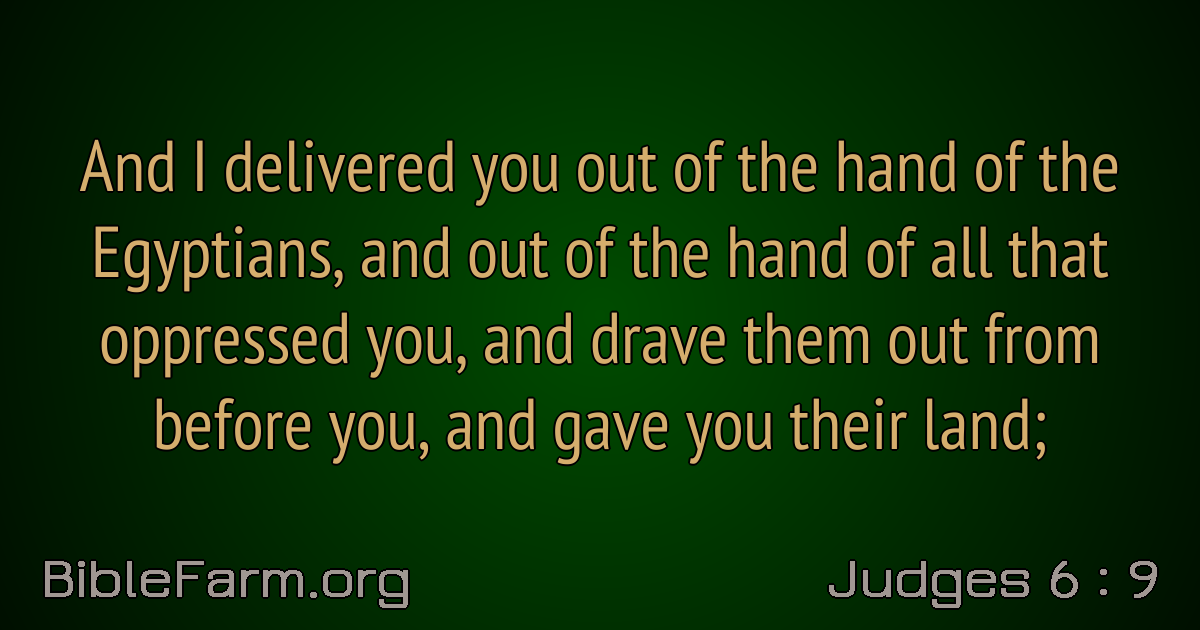 And I delivered you out of the hand of the
Egyptians, and out of the hand of all that
oppressed you, and drave them out from
before you, and gave you their land;
BibleFarm.org
Judges 6 : 9